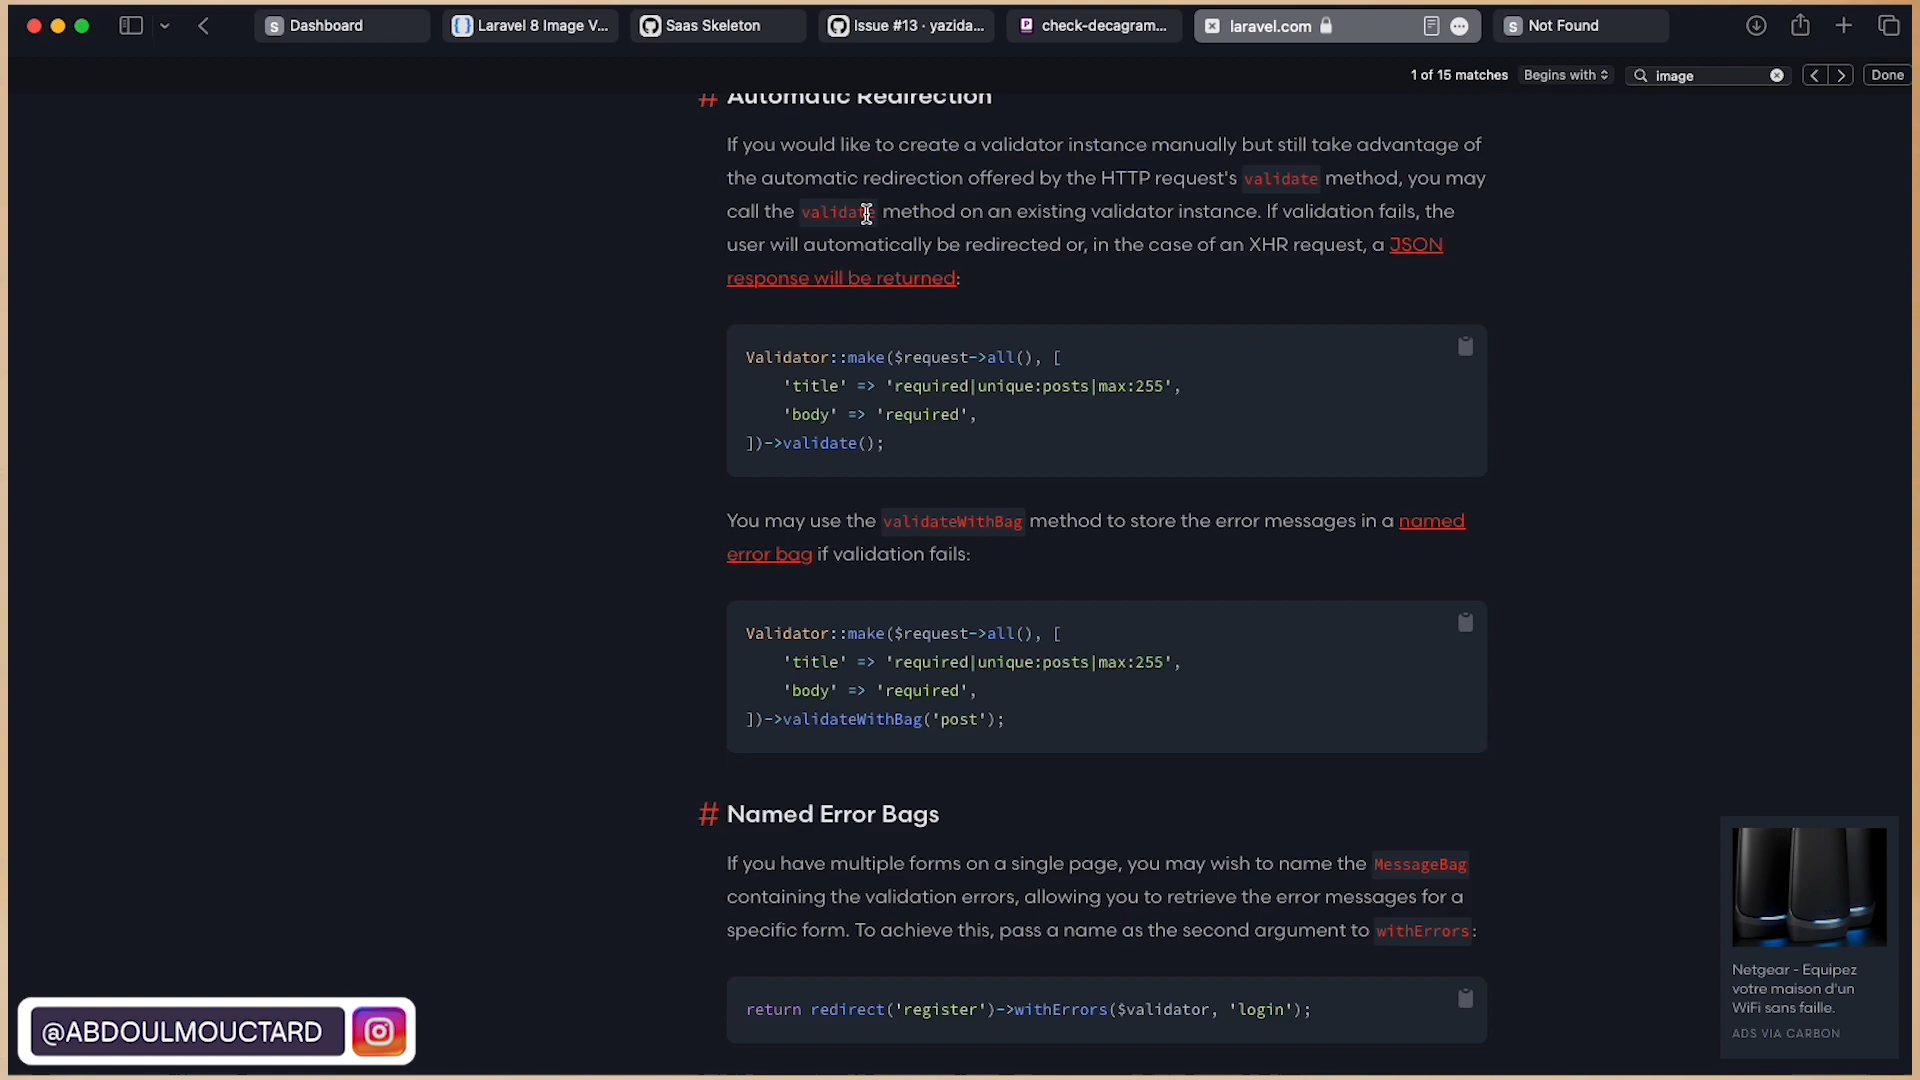 Dashboard
Laravel 8 Image V...
Saas Skeleton
Issue #13 · yazida...
check-decagram...
laravel.com
Not Found
1 of 15 matches
Begins with
image
Done
# Automatic Redirection
If you would like to create a validator instance manually but still take advantage of
the automatic redirection offered by the HTTP request's validate method, you may
call the validate method on an existing validator instance. If validation fails, the
user will automatically be redirected or, in the case of an XHR request, a JSON
response will be returned:
Validator::make($request->all(), [
'title' => 'required|unique:posts|max:255',
'body' => 'required',
])->validate();
You may use the validateWithBag method to store the error messages in a named
error bag if validation fails:
Validator::make($request->all(), [
'title' => 'required|unique:posts|max:255',
'body' => 'required',
])->validateWithBag('post');
# Named Error Bags
If you have multiple forms on a single page, you may wish to name the MessageBag
containing the validation errors, allowing you to retrieve the error messages for a
specific form. To achieve this, pass a name as the second argument to withErrors:
return redirect('register')->withErrors($validator, 'login');
Netgear - Equipez
votre maison d'un
WiFi sans faille.
ADS VIA CARBON
@ABDOULMOUCTARD